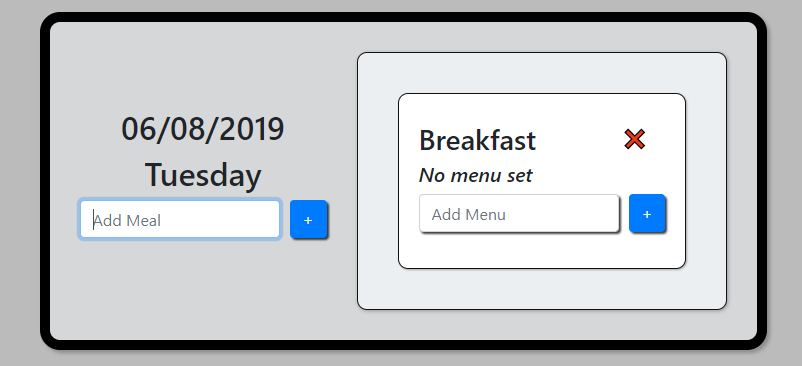 06/08/2019
Tuesday
Add Meal
+
Breakfast
No menu set
Add Menu
+